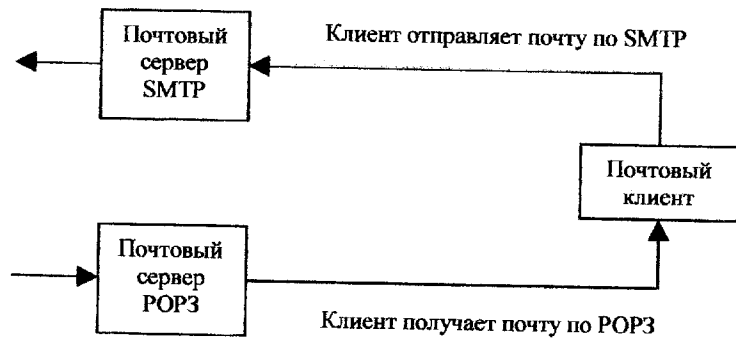 Почтовый
сервер
SMTP
Клиент отправляет почту по SMTP
Почтовый
клиент
Почтовый
сервер
POP3
Клиент получает почту по POP3